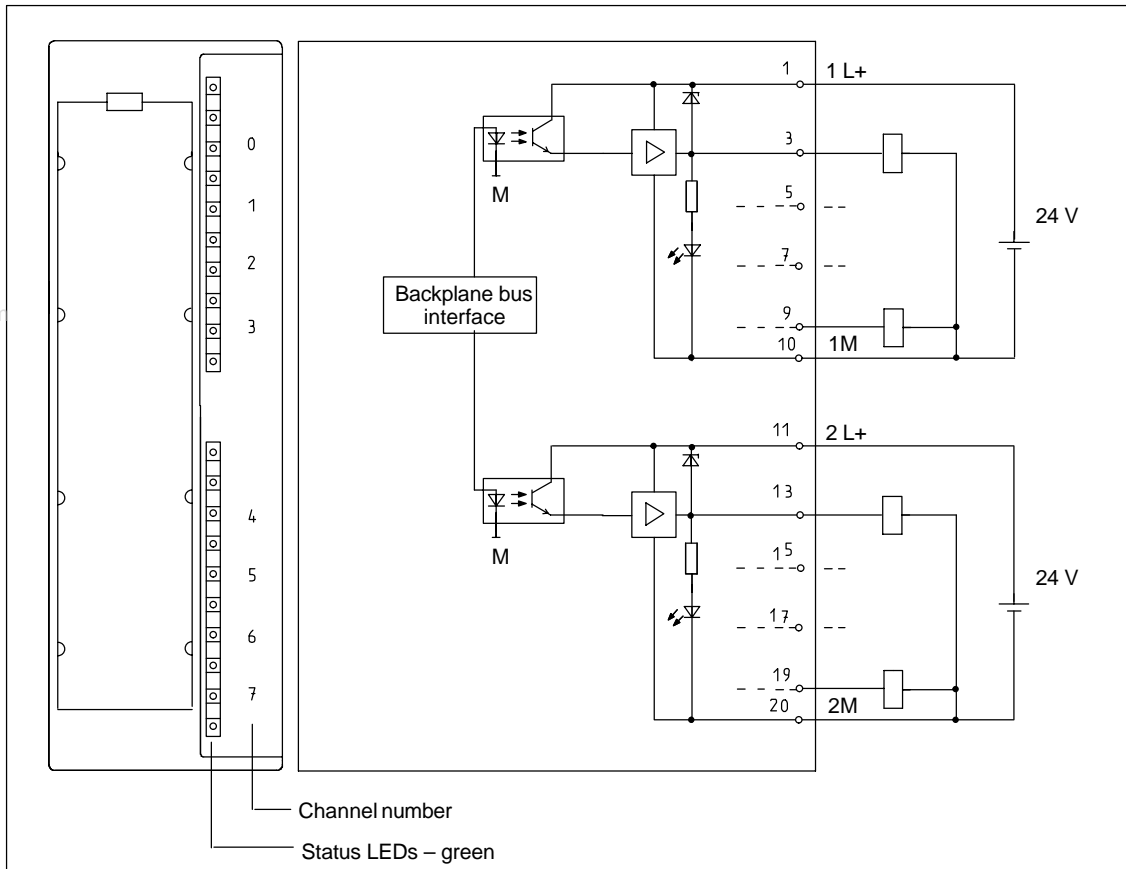 0
1
2
3
4
5
6
7
Channel number
Status LEDs – green
M
Backplane bus
interface
M
1 1 L+
3
5
7
9
10 1M
24 V
11 2 L+
13
15
17
19
20 2M
24 V